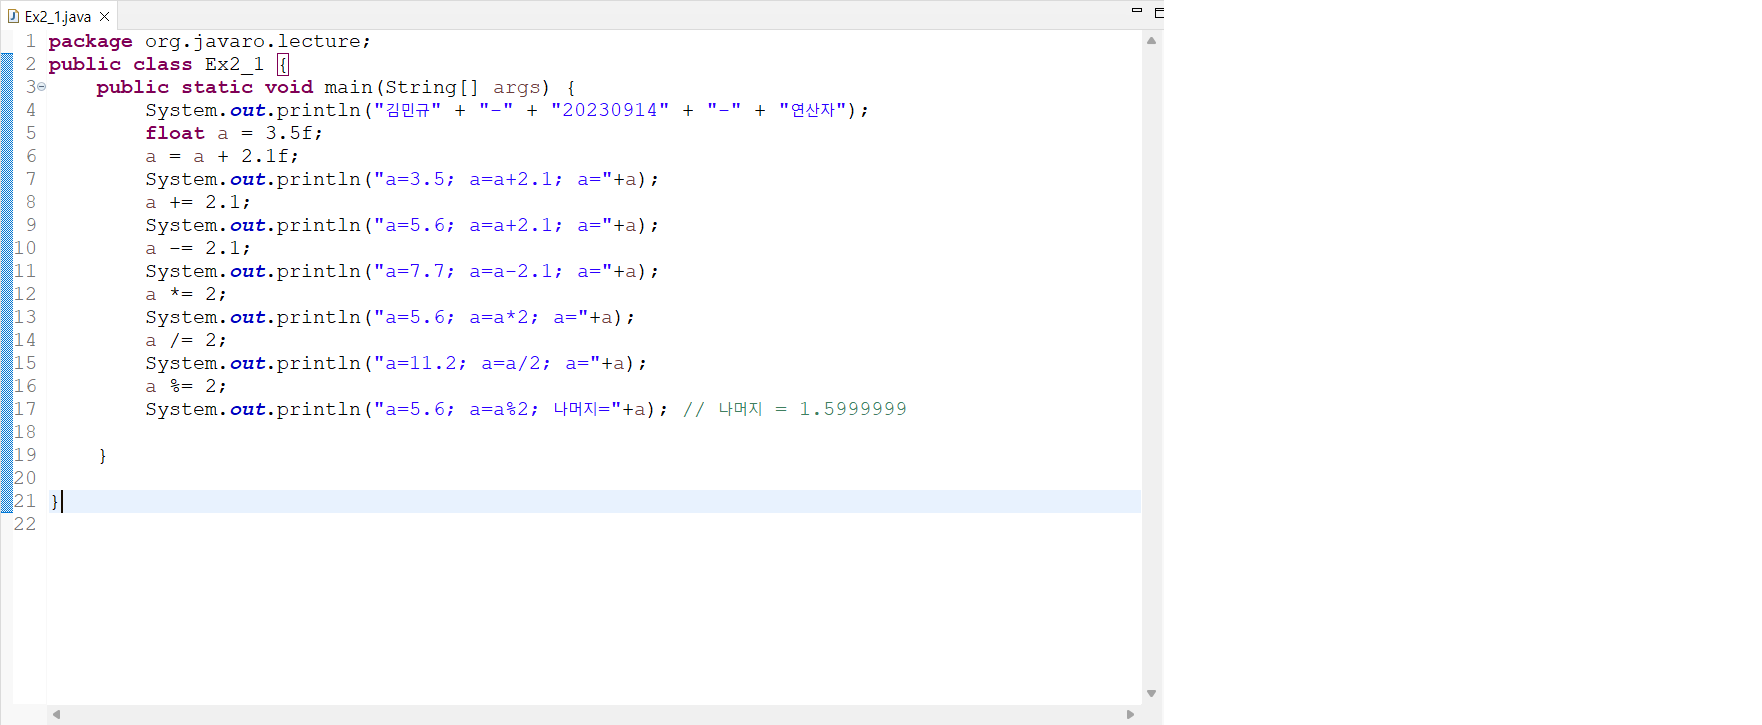 Ex2_1.java
1 package org.javaro.lecture;
2 public class Ex2_1 {
3 public static void main(String[] args) {
4 System.out.println("김민규" + "-" + "20230914" + "-" + "연산자");
5 float a = 3.5f;
6 a = a + 2.1f;
7 System.out.println("a=3.5; a=a+2.1; a="+a);
8 a += 2.1;
9 System.out.println("a=5.6; a=a+2.1; a="+a);
10 a -= 2.1;
11 System.out.println("a=7.7; a=a-2.1; a="+a);
12 a *= 2;
13 System.out.println("a=5.6; a=a*2; a="+a);
14 a /= 2;
15 System.out.println("a=11.2; a=a/2; a="+a);
16 a %= 2;
17 System.out.println("a=5.6; a=a%2; 나머지="+a); // 나머지 = 1.5999999
18
19 }
20
21 }
22